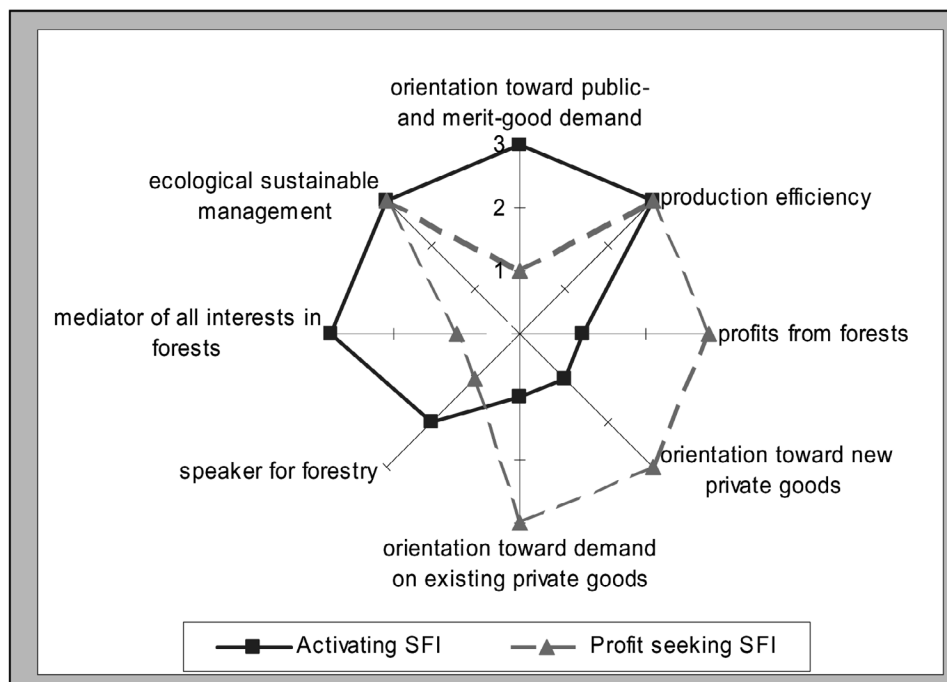 orientation toward public-
and merit-good demand
3
ecological sustainable
management
production efficiency
2
1
mediator of all interests in
forests
profits from forests
speaker for forestry
orientation toward new
private goods
orientation toward demand
on existing private goods
Activating SFI
Profit seeking SFI